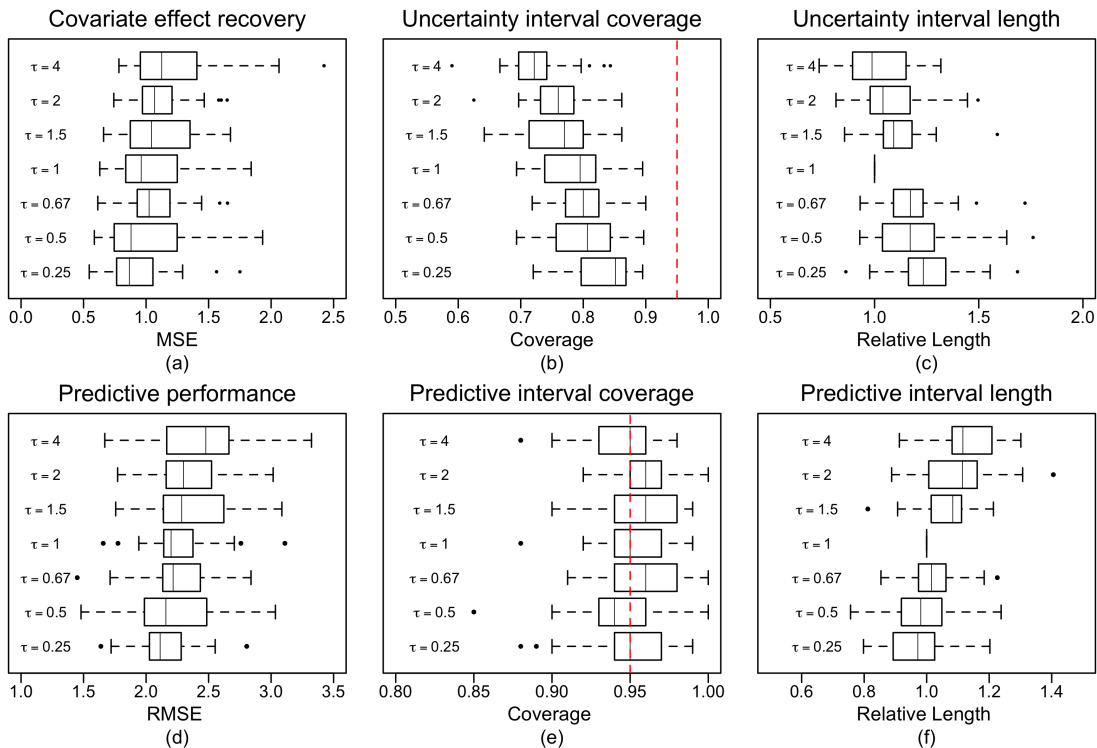 Covariate effect recovery
τ = 4
τ = 2
τ = 1.5
τ = 1
τ = 0.67
τ = 0.5
τ = 0.25
0.0 0.5 1.0 1.5 2.0 2.5
MSE
(a)
Uncertainty interval coverage
τ = 4
τ = 2
τ = 1.5
τ = 1
τ = 0.67
τ = 0.5
τ = 0.25
0.5 0.6 0.7 0.8 0.9 1.0
Coverage
(b)
Uncertainty interval length
τ = 4
τ = 2
τ = 1.5
τ = 1
τ = 0.67
τ = 0.5
τ = 0.25
0.5 1.0 1.5 2.0
Relative Length
(c)
Predictive performance
τ = 4
τ = 2
τ = 1.5
τ = 1
τ = 0.67
τ = 0.5
τ = 0.25
1.0 1.5 2.0 2.5 3.0 3.5
RMSE
(d)
Predictive interval coverage
τ = 4
τ = 2
τ = 1.5
τ = 1
τ = 0.67
τ = 0.5
τ = 0.25
0.80 0.85 0.90 0.95 1.00
Coverage
(e)
Predictive interval length
τ = 4
τ = 2
τ = 1.5
τ = 1
τ = 0.67
τ = 0.5
τ = 0.25
0.6 0.8 1.0 1.2 1.4
Relative Length
(f)